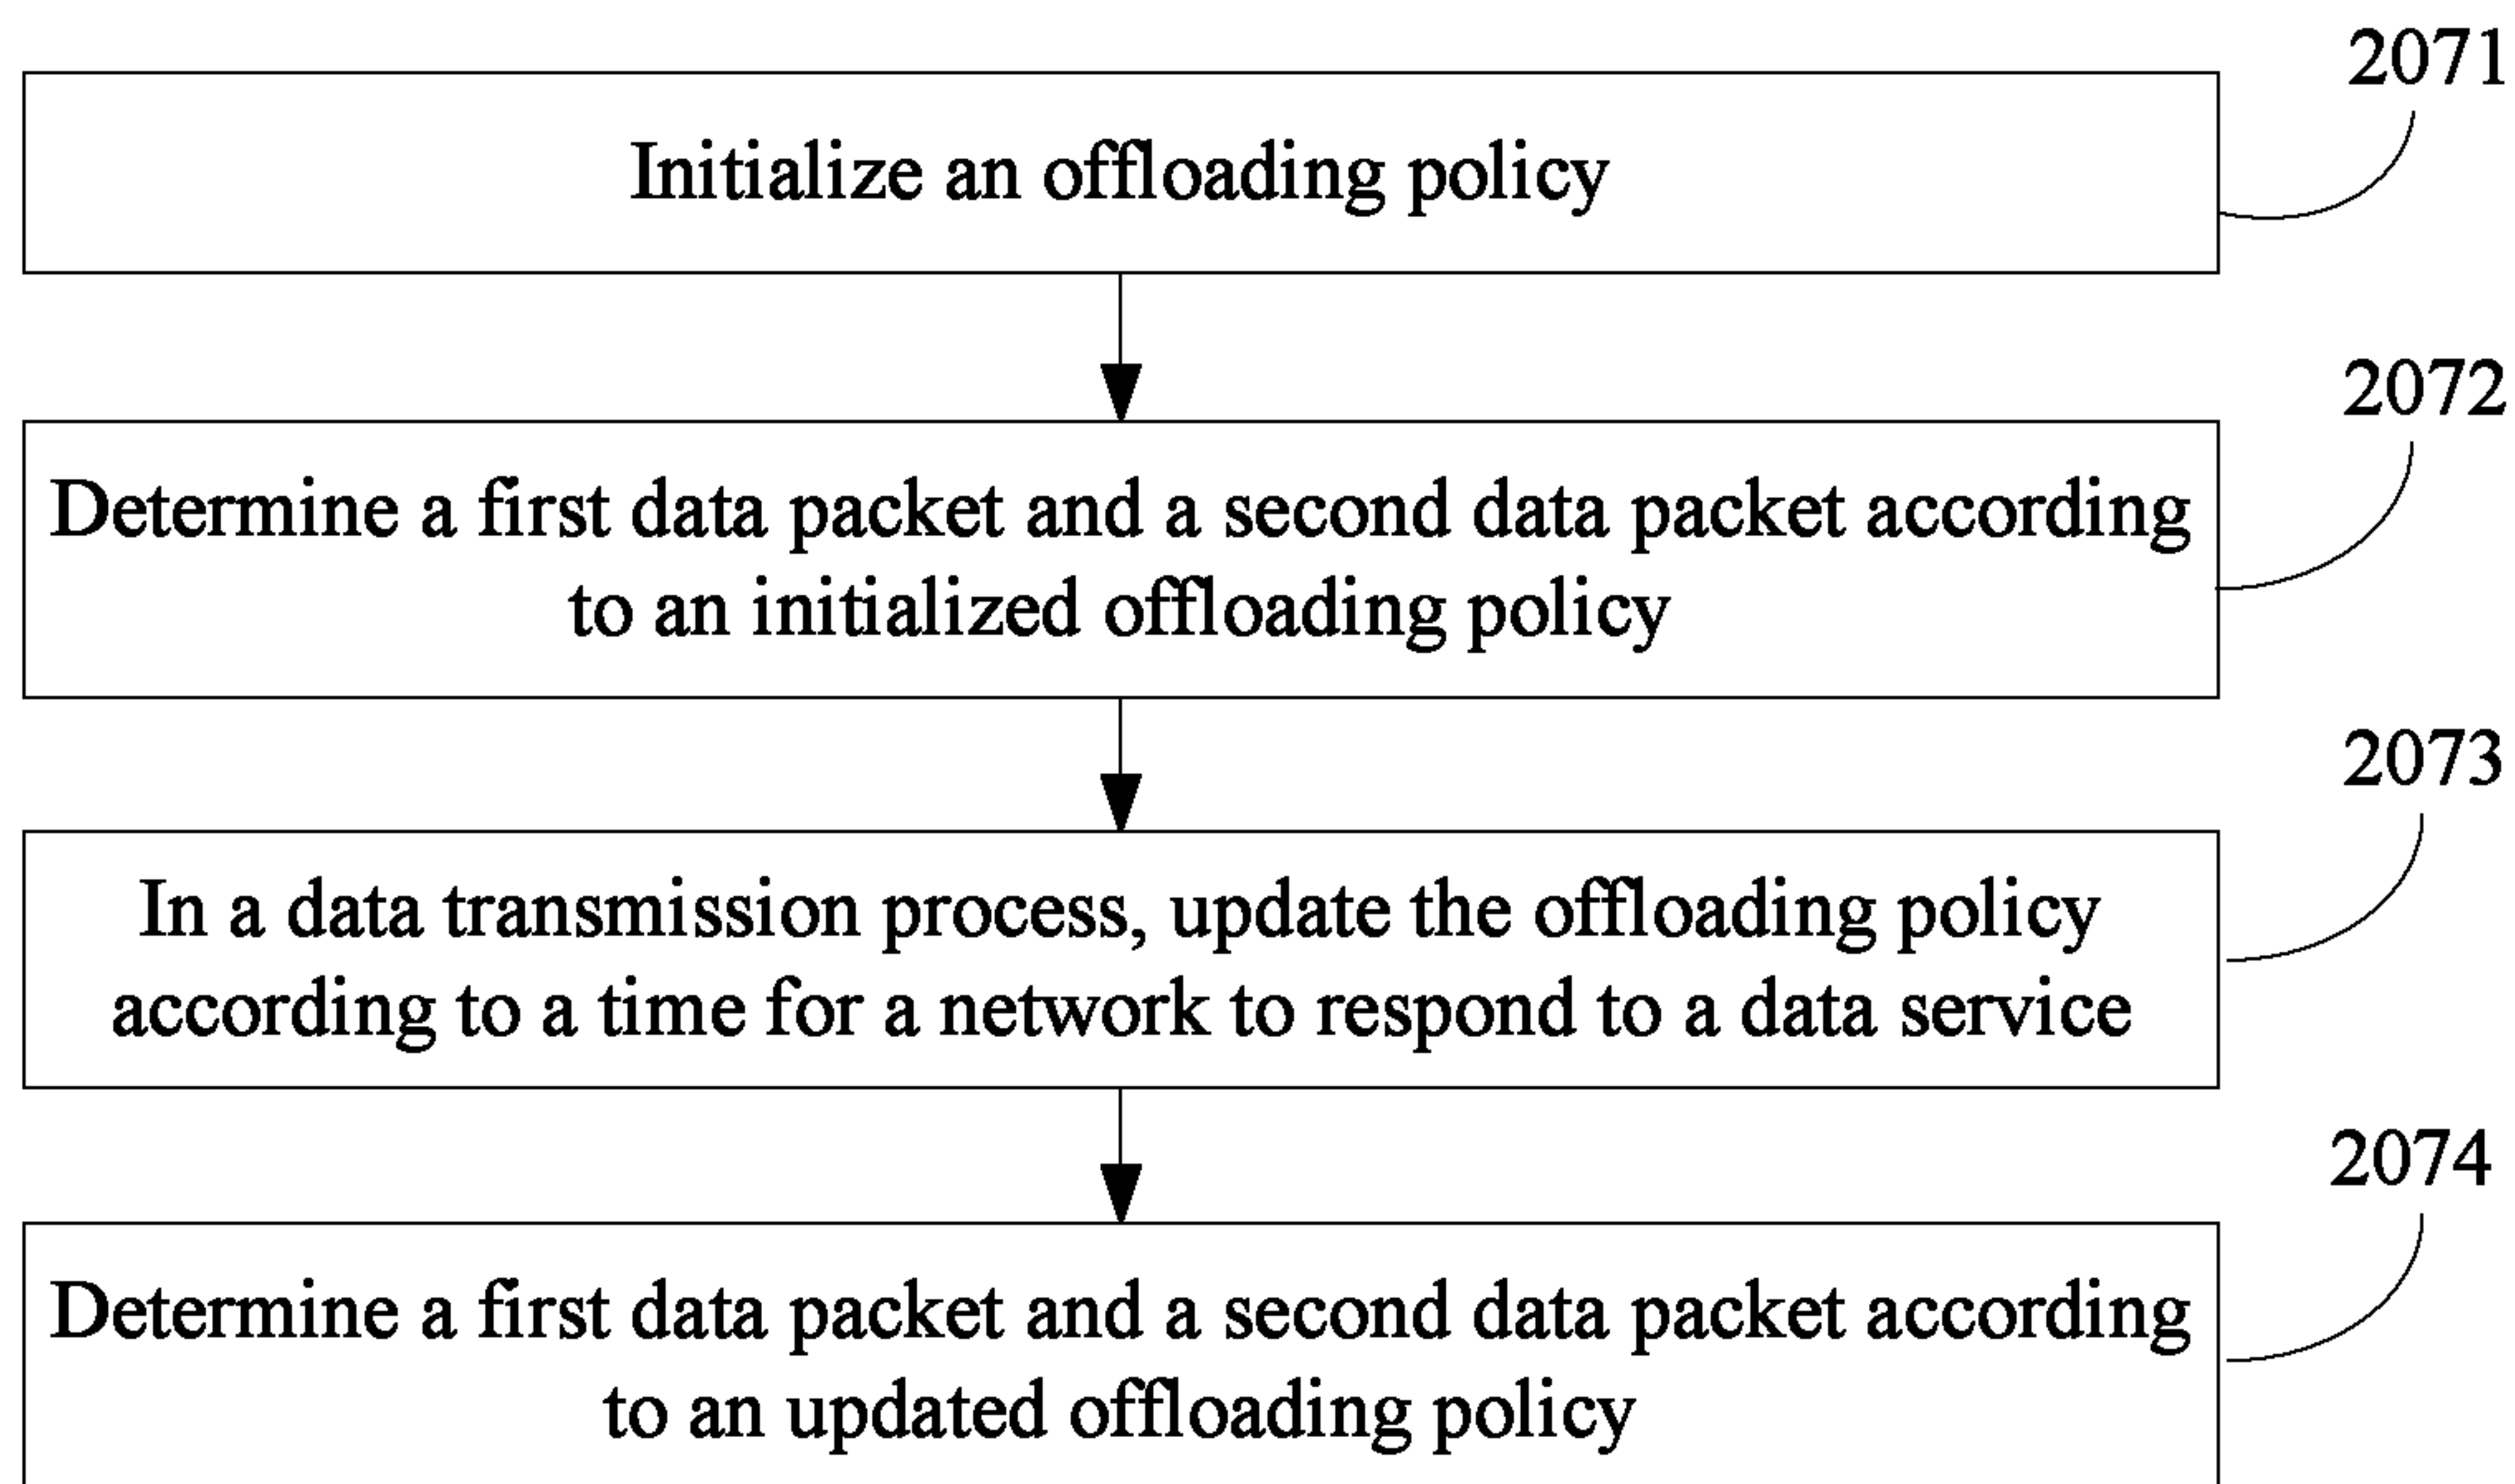 2071
Initialize an offloading policy
2072
Determine a first data packet and a second data packet according
to an initialized offloading policy
2073
In a data transmission process, update the offloading policy
according to a time for a network to respond to a data service
2074
Determine a first data packet and a second data packet according
to an updated offloading policy